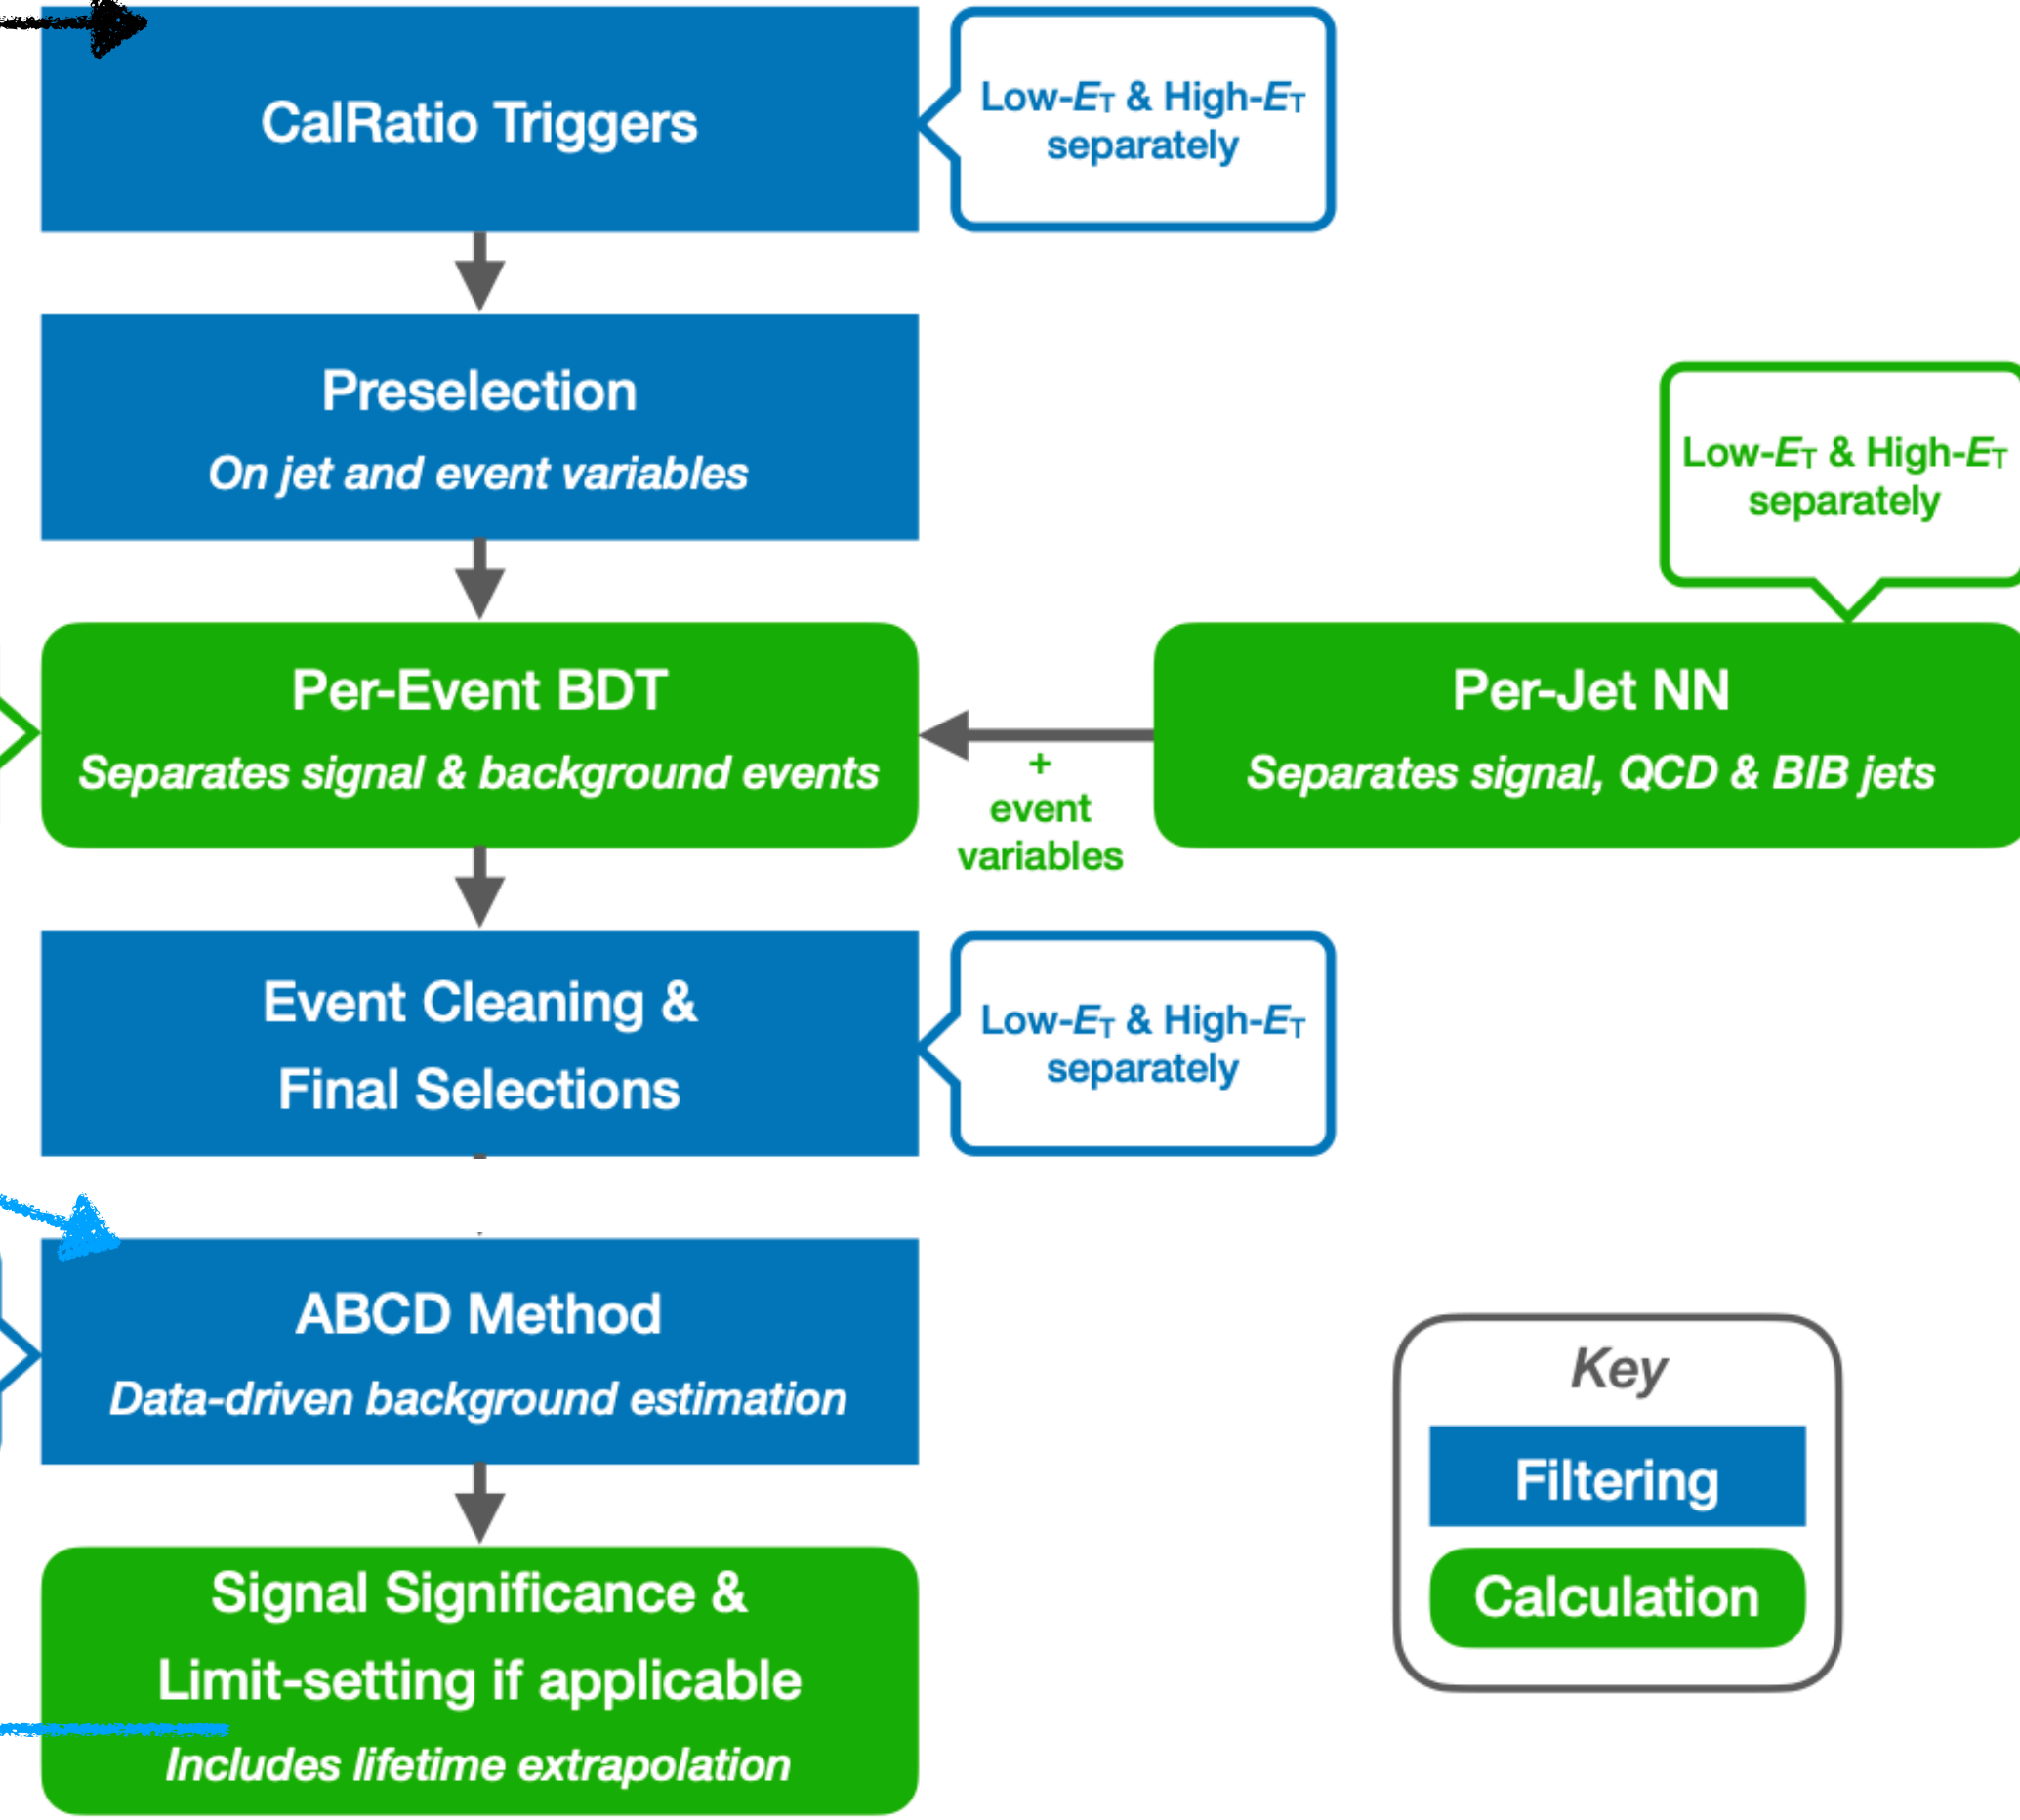 CalRatio Triggers
Low-ET & High-ET
separately
Preselection
On jet and event variables
Low-ET & High-ET
separately
Per-Event BDT
Separates signal & background events
+
event
variables
Per-Jet NN
Separates signal, QCD & BIB jets
Event Cleaning &
Final Selections
Low-ET & High-ET
separately
ABCD Method
Data-driven background estimation
Signal Significance &
Limit-setting if applicable
Includes lifetime extrapolation
Key
Filtering
Calculation